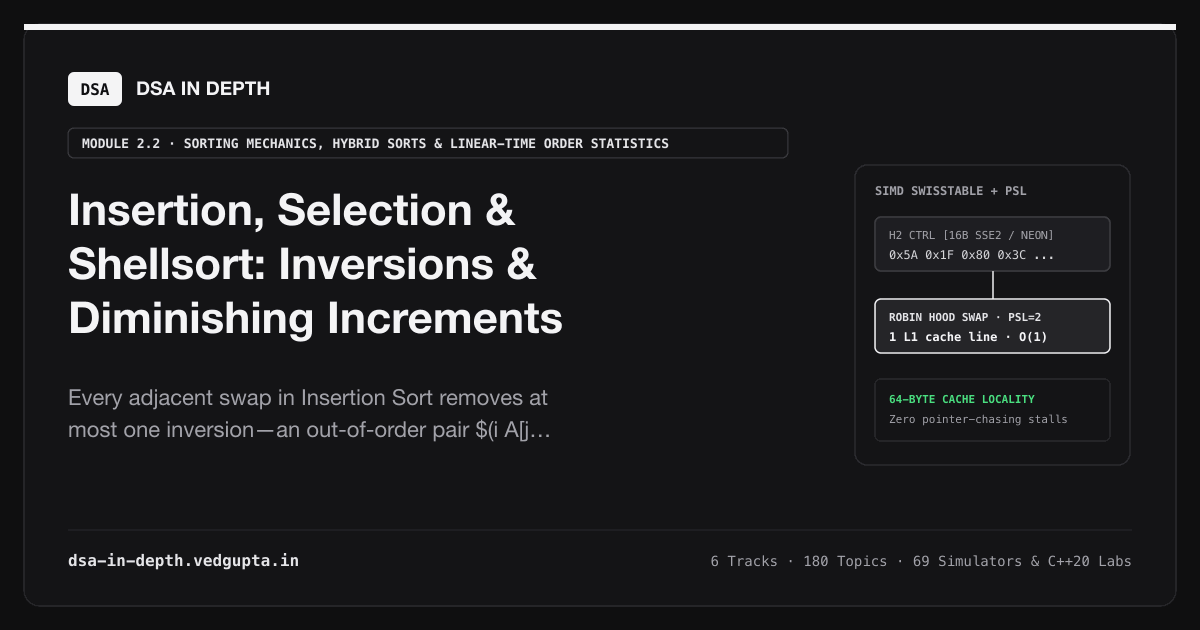 DSA
DSA IN DEPTH
MODULE 2.2 · SORTING MECHANICS, HYBRID SORTS & LINEAR-TIME ORDER STATISTICS
Insertion, Selection &
Shellsort: Inversions &
Diminishing Increments
Every adjacent swap in Insertion Sort removes at
most one inversion—an out-of-order pair $(i A[j...
SIMD SWISSTABLE + PSL
H2 CTRL [16B SSE2 / NEON]
0x5A 0x1F 0x80 0x3C ...
ROBIN HOOD SWAP · PSL=2
1 L1 cache line · O(1)
64-BYTE CACHE LOCALITY
Zero pointer-chasing stalls
dsa-in-depth.vedgupta.in
6 Tracks · 180 Topics · 69 Simulators & C++20 Labs